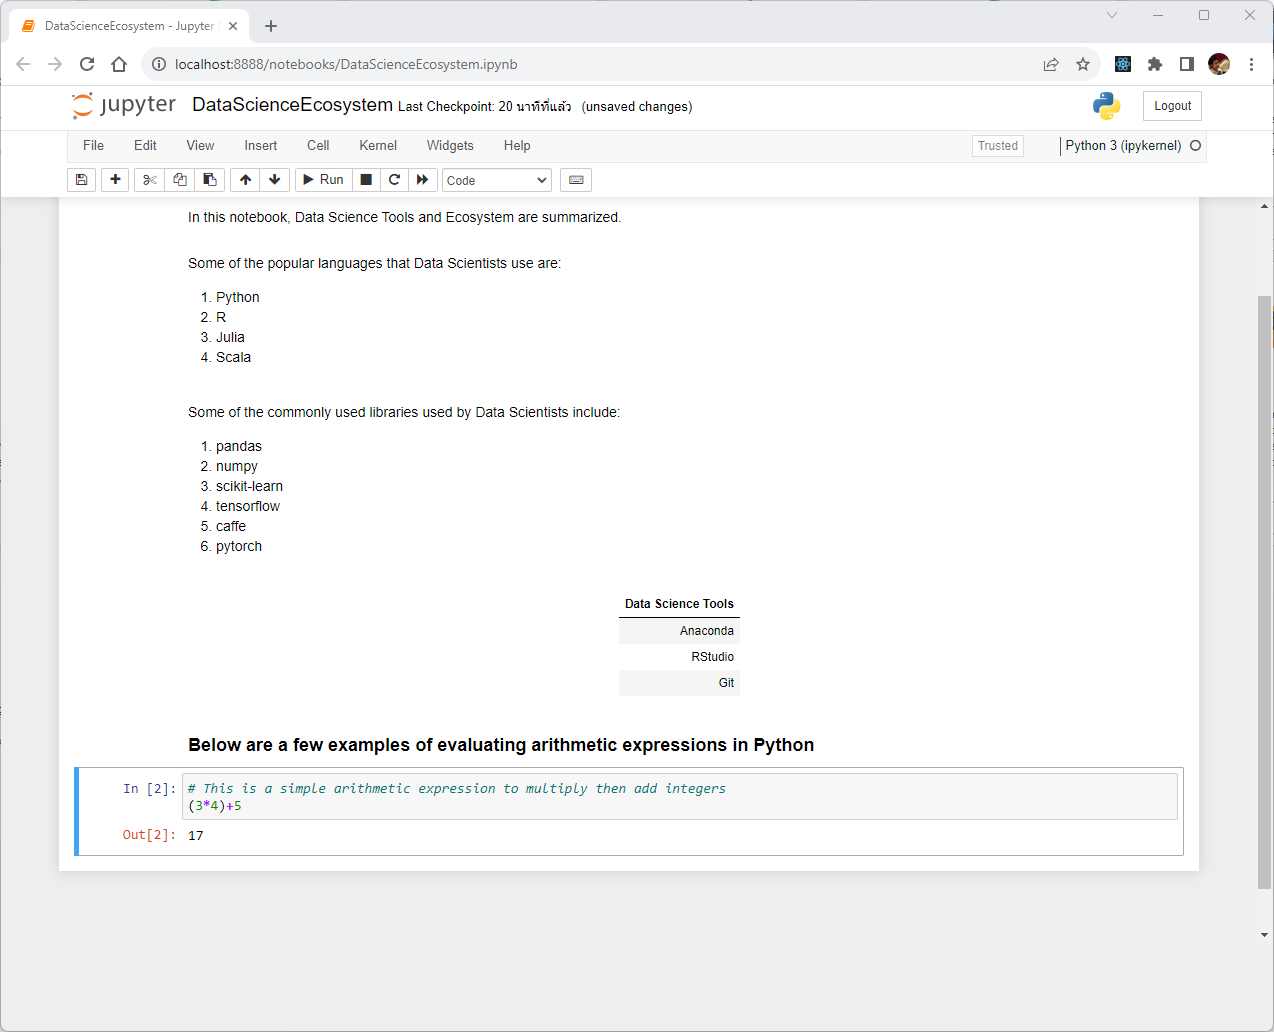 DataScienceEcosystem - Jupyter
localhost:8888/notebooks/DataScienceEcosystem.ipynb
jupyter DataScienceEcosystem Last Checkpoint: 20 นาทีที่แล้ว (unsaved changes) Logout
File Edit View Insert Cell Kernel Widgets Help Trusted Python 3 (ipykernel)
Run Code
In this notebook, Data Science Tools and Ecosystem are summarized.
Some of the popular languages that Data Scientists use are:
1. Python
2. R
3. Julia
4. Scala
Some of the commonly used libraries used by Data Scientists include:
1. pandas
2. numpy
3. scikit-learn
4. tensorflow
5. caffe
6. pytorch
Data Science Tools
Anaconda
RStudio
Git
Below are a few examples of evaluating arithmetic expressions in Python
In [2]: # This is a simple arithmetic expression to multiply then add integers
(3*4)+5
Out[2]: 17